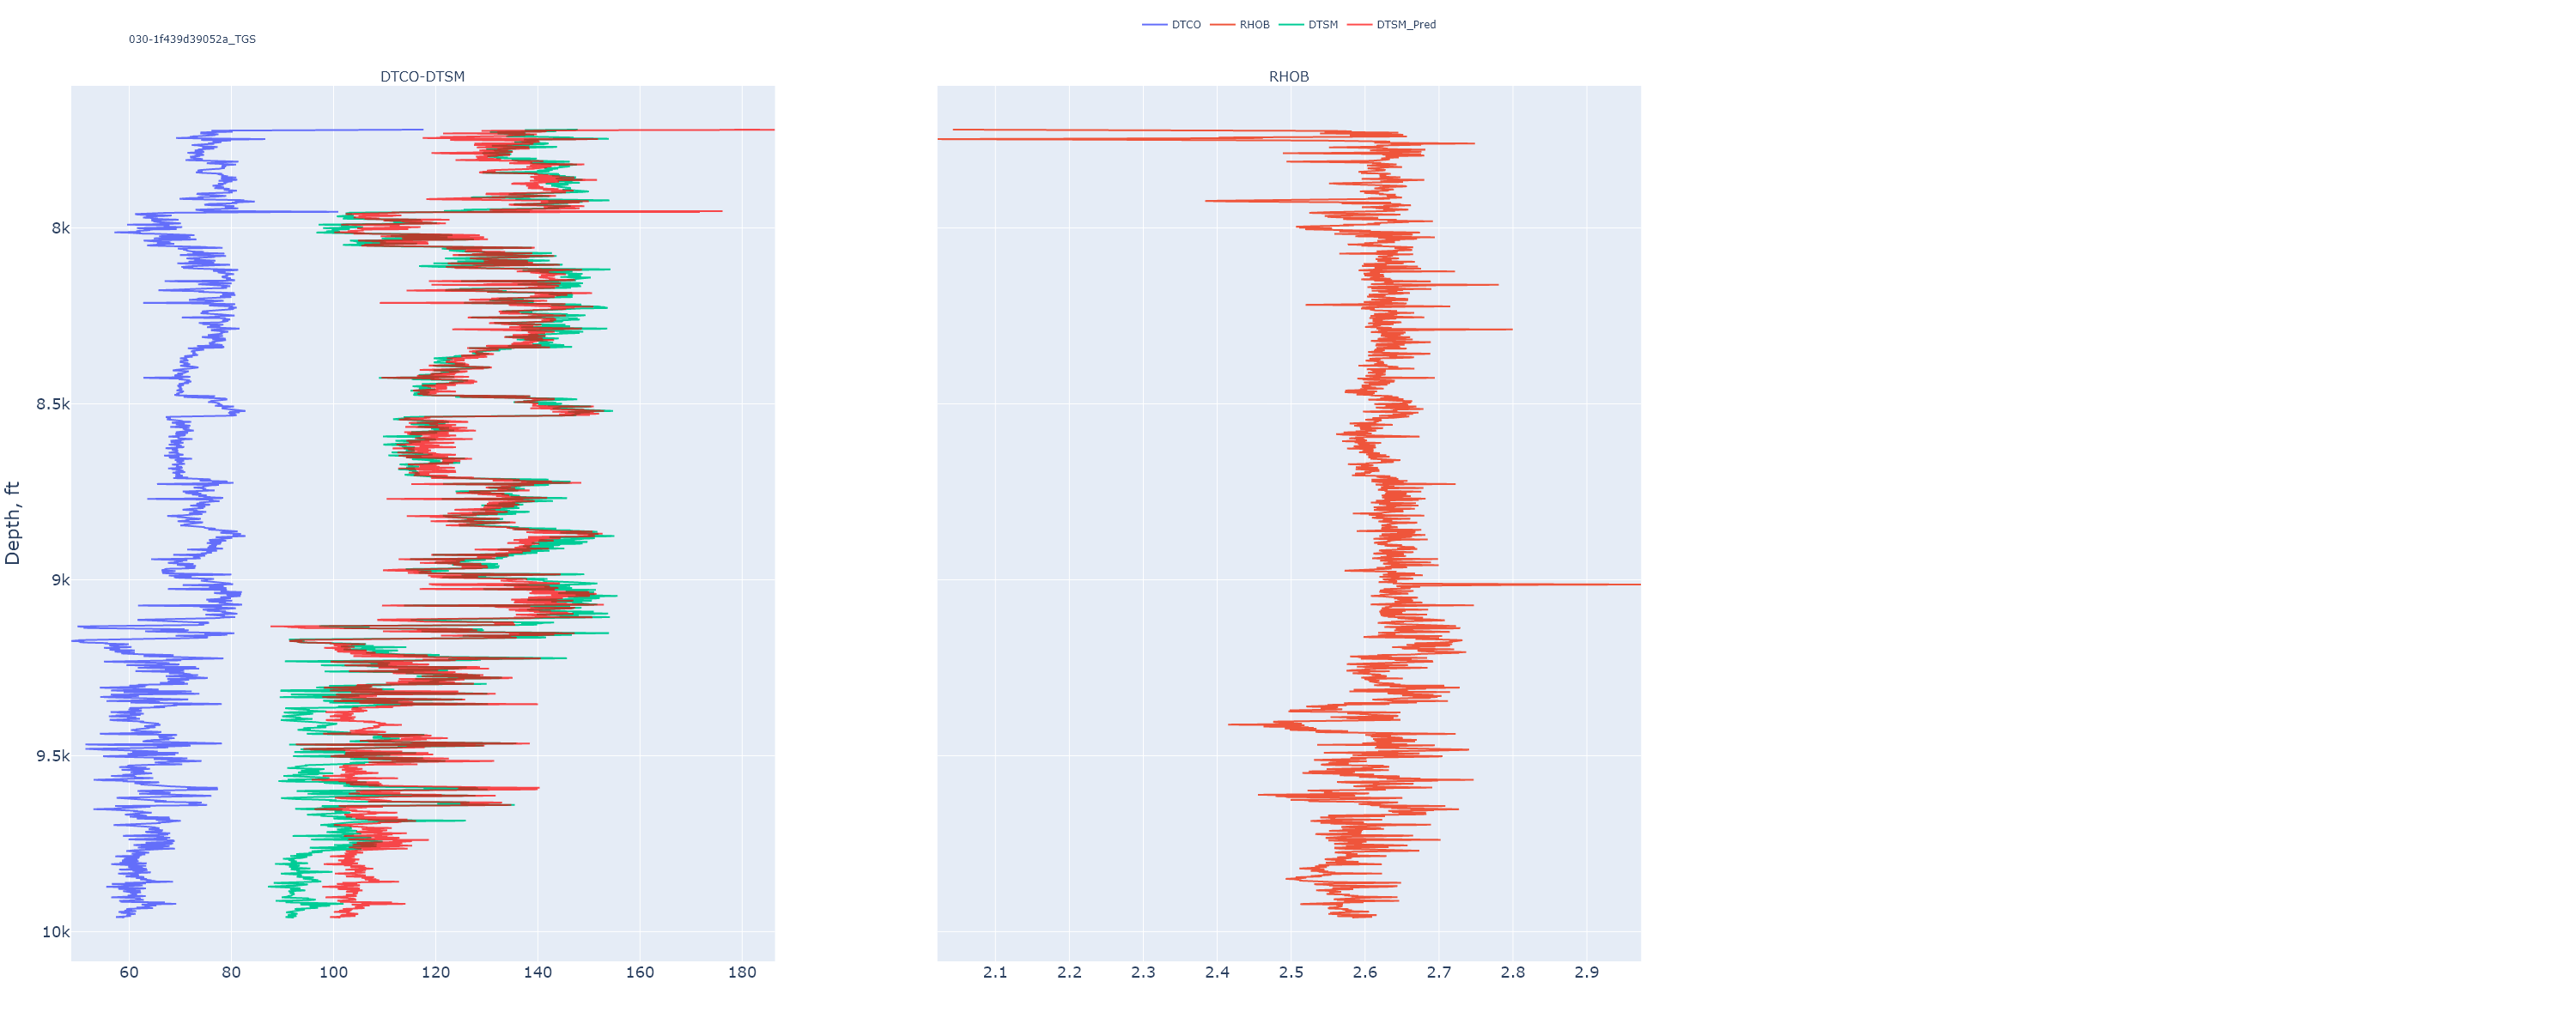 DTCO RHOB DTSM DTSM_Pred
030-1f439d39052a_TGS
DTCO-DTSM RHOB
8k
8.5k
9k
9.5k
10k
Depth, ft
60 80 100 120 140 160 180
2.1 2.2 2.3 2.4 2.5 2.6 2.7 2.8 2.9